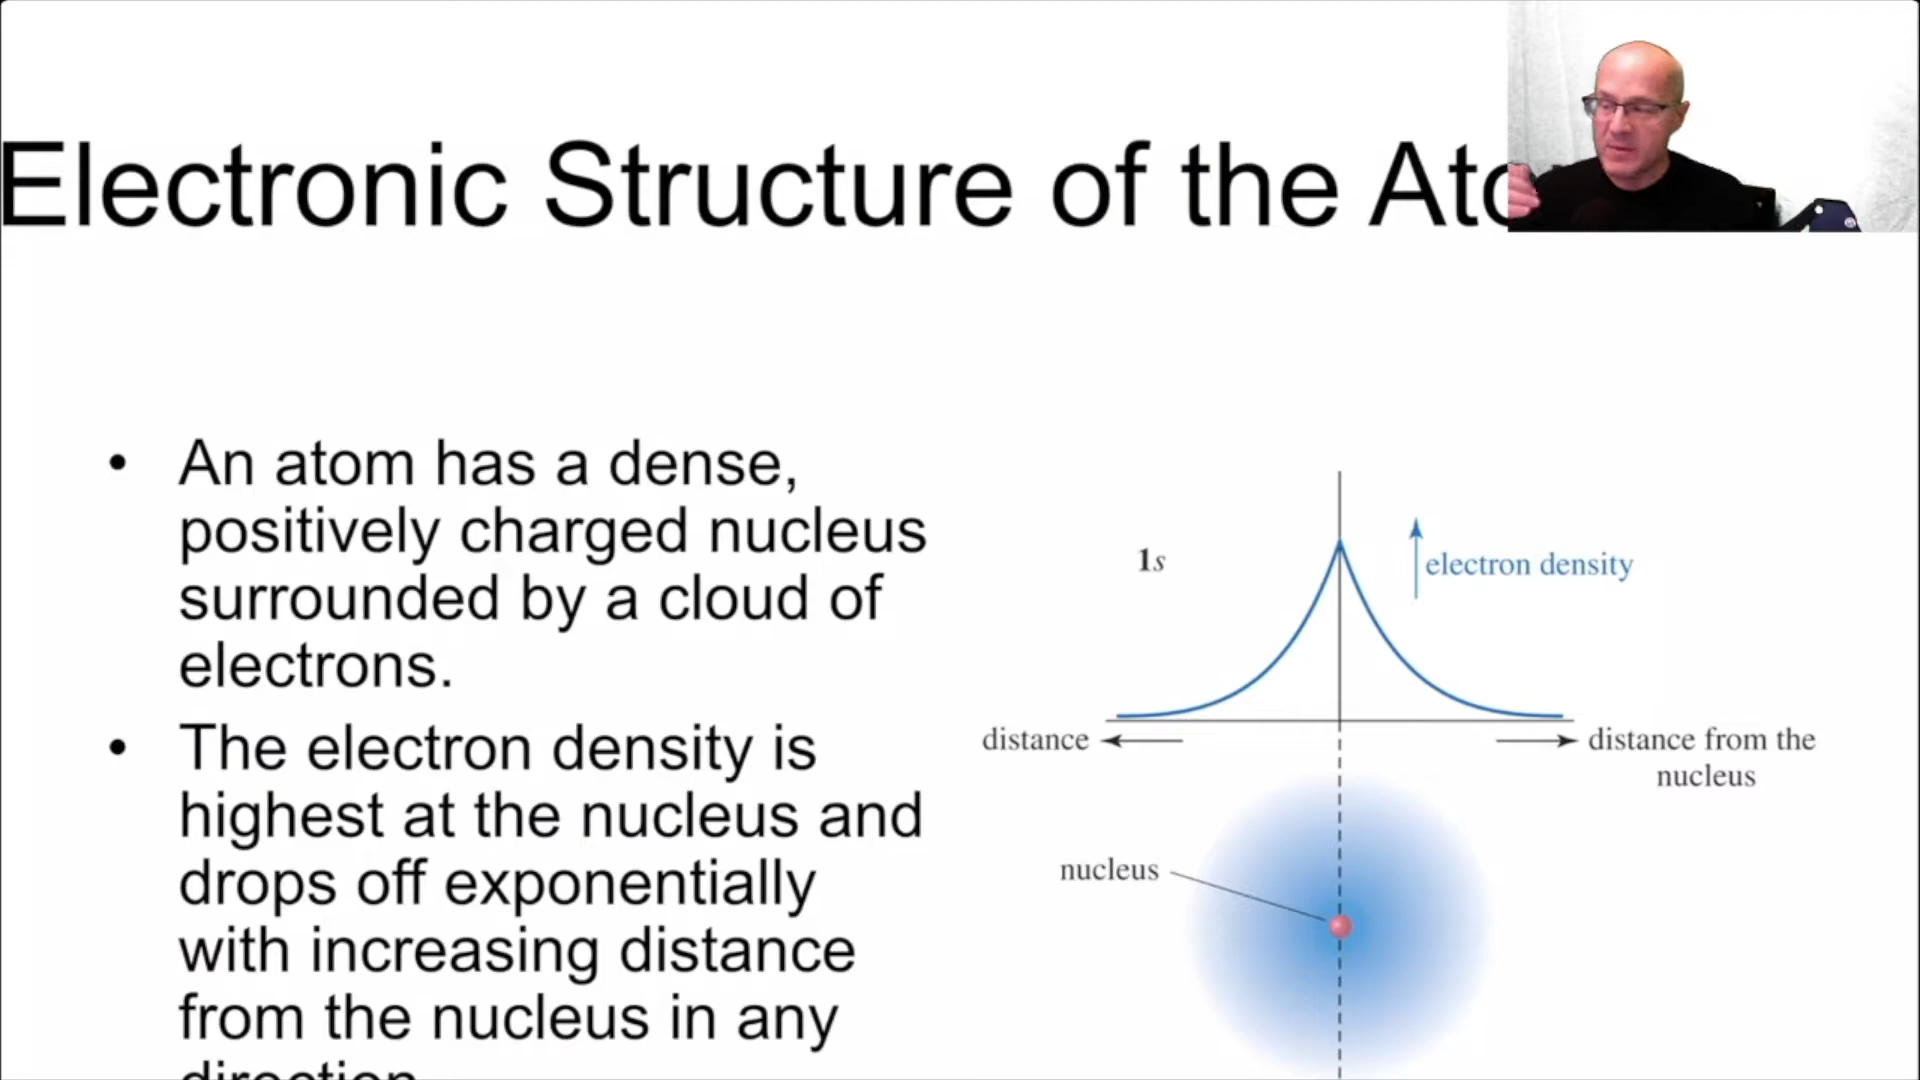 Electronic Structure of the
• An atom has a dense,
positively charged nucleus
surrounded by a cloud of
electrons.
• The electron density is
highest at the nucleus and
drops off exponentially
with increasing distance
from the nucleus in any
direction
1s
electron density
distance
distance from the
nucleus
nucleus